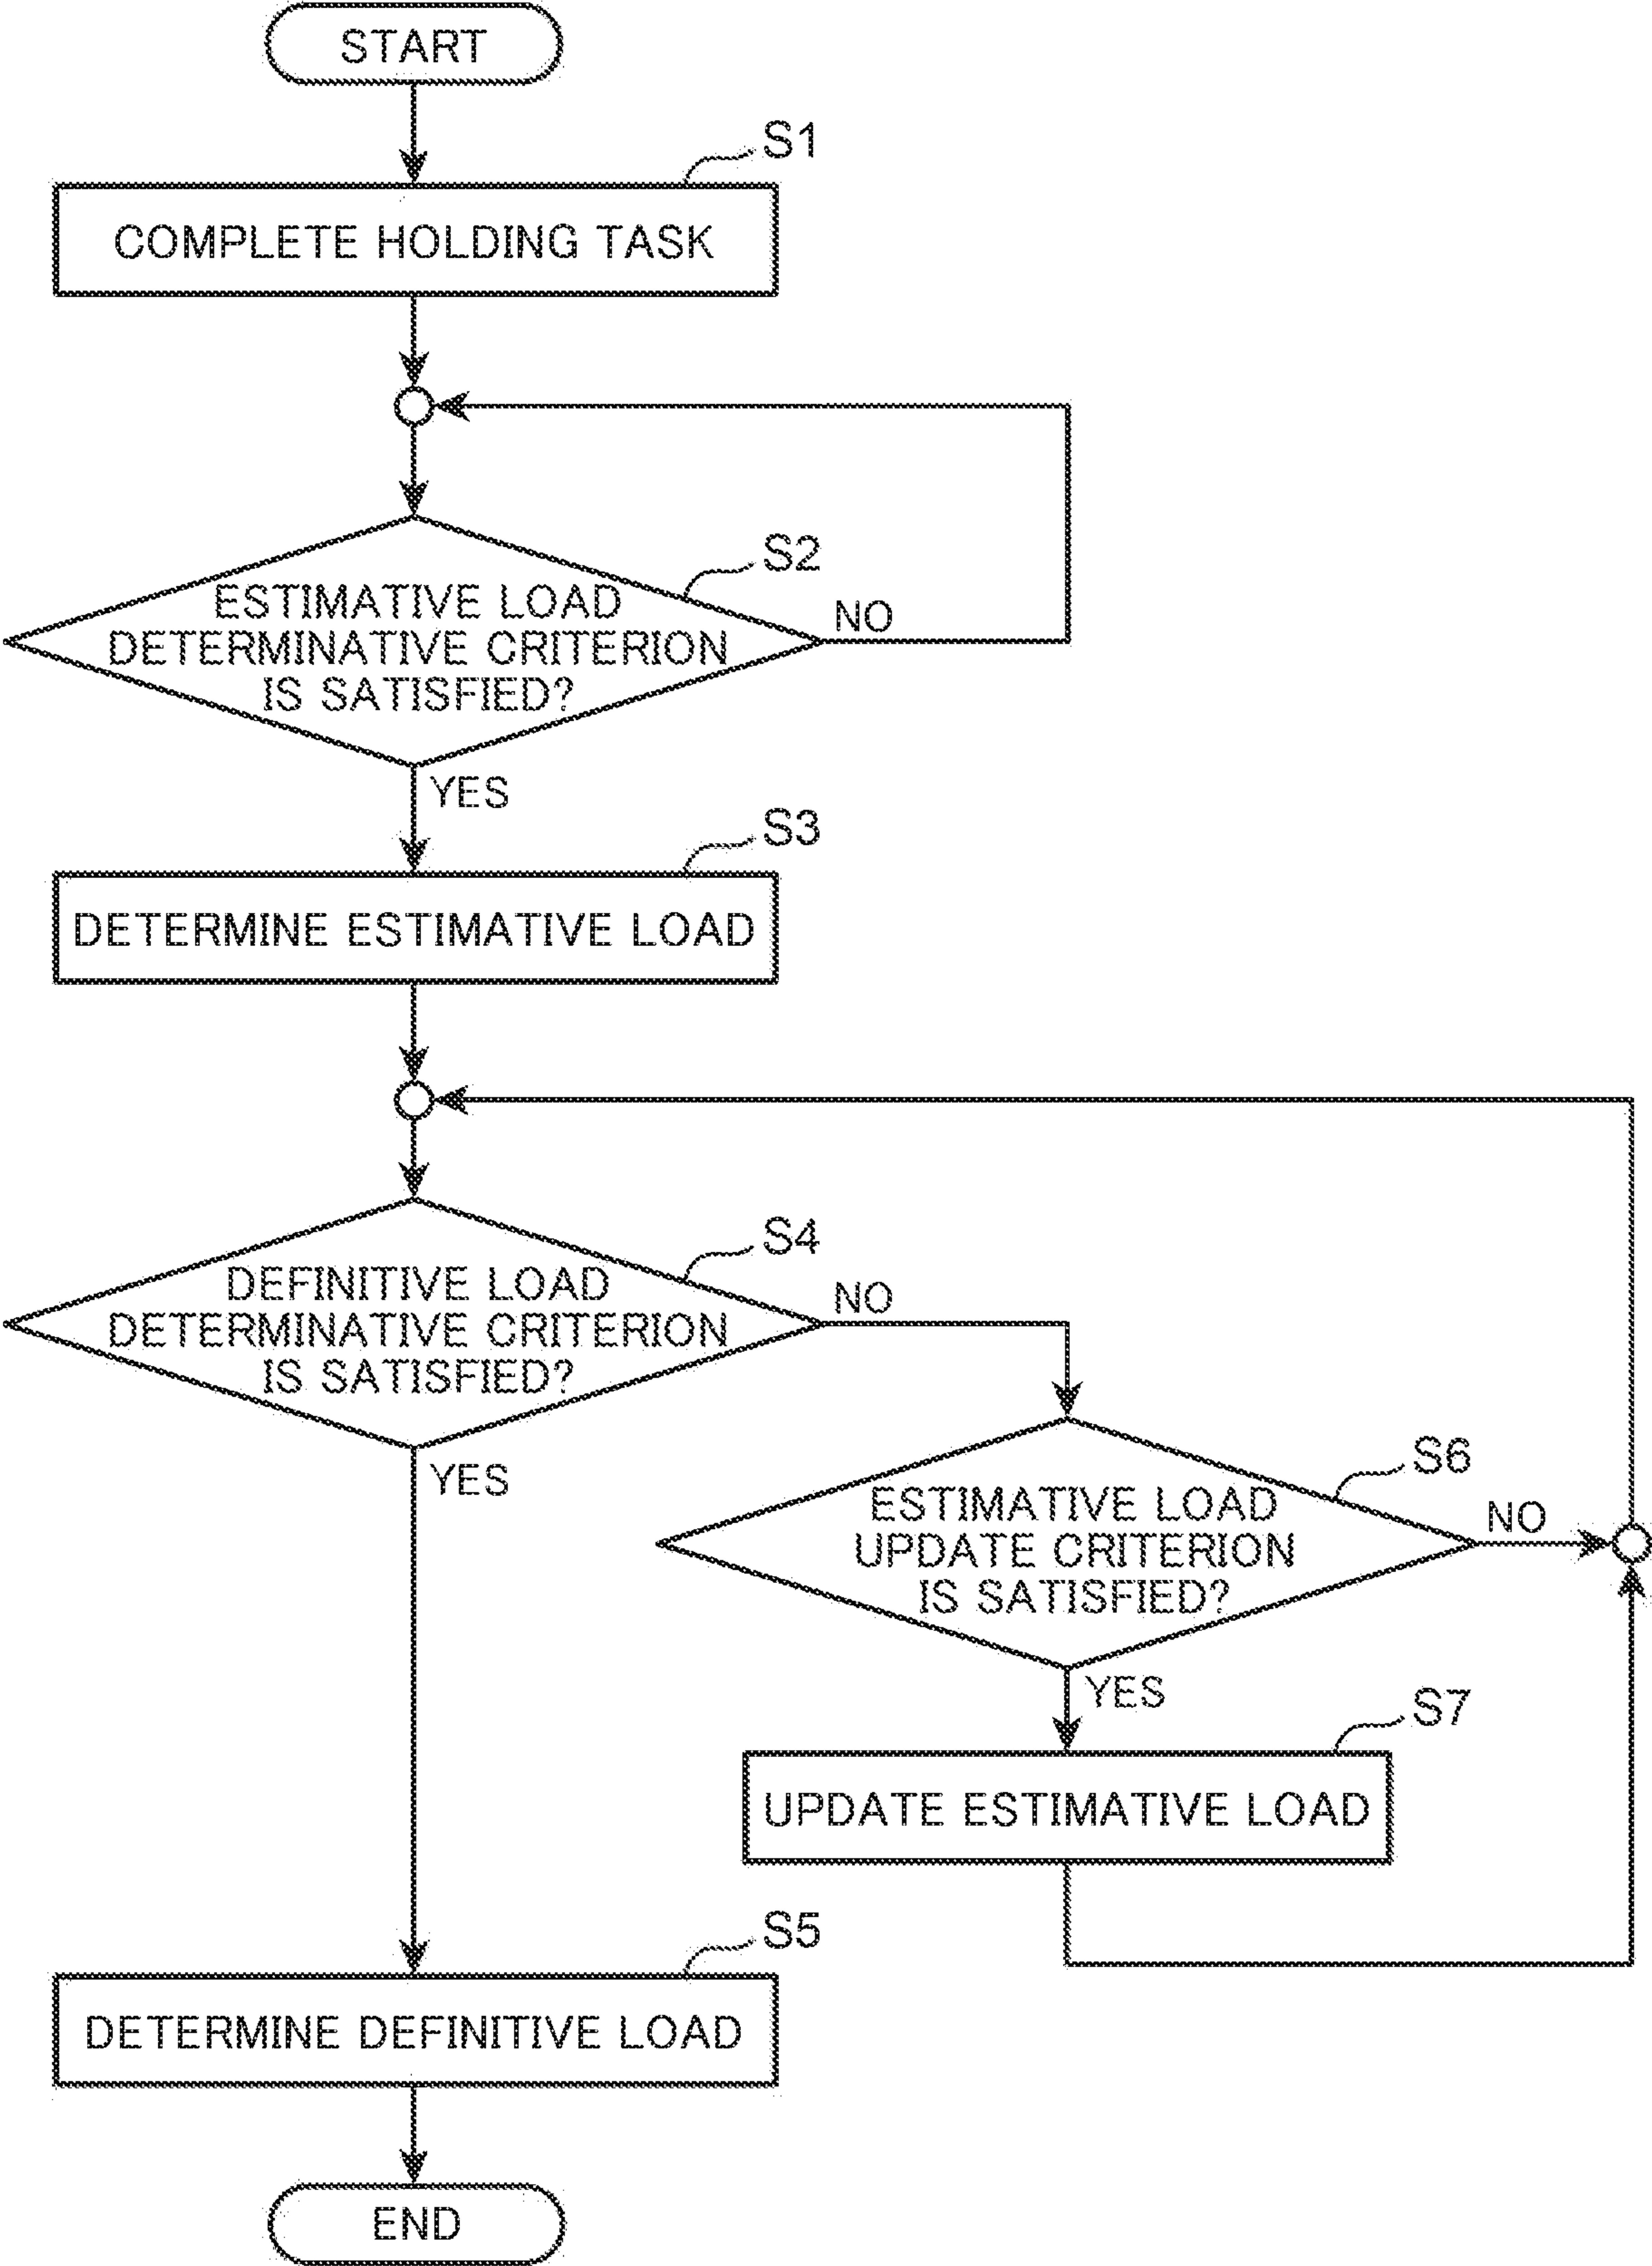 START
S1
COMPLETE HOLDING TASK
S2
ESTIMATIVE LOAD
DETERMINATIVE CRITERION
IS SATISFIED?
NO
YES
S3
DETERMINE ESTIMATIVE LOAD
S4
DEFINITIVE LOAD
DETERMINATIVE CRITERION
IS SATISFIED?
NO
YES
S6
ESTIMATIVE LOAD
UPDATE CRITERION
IS SATISFIED?
NO
YES
S7
UPDATE ESTIMATIVE LOAD
S5
DETERMINE DEFINITIVE LOAD
END